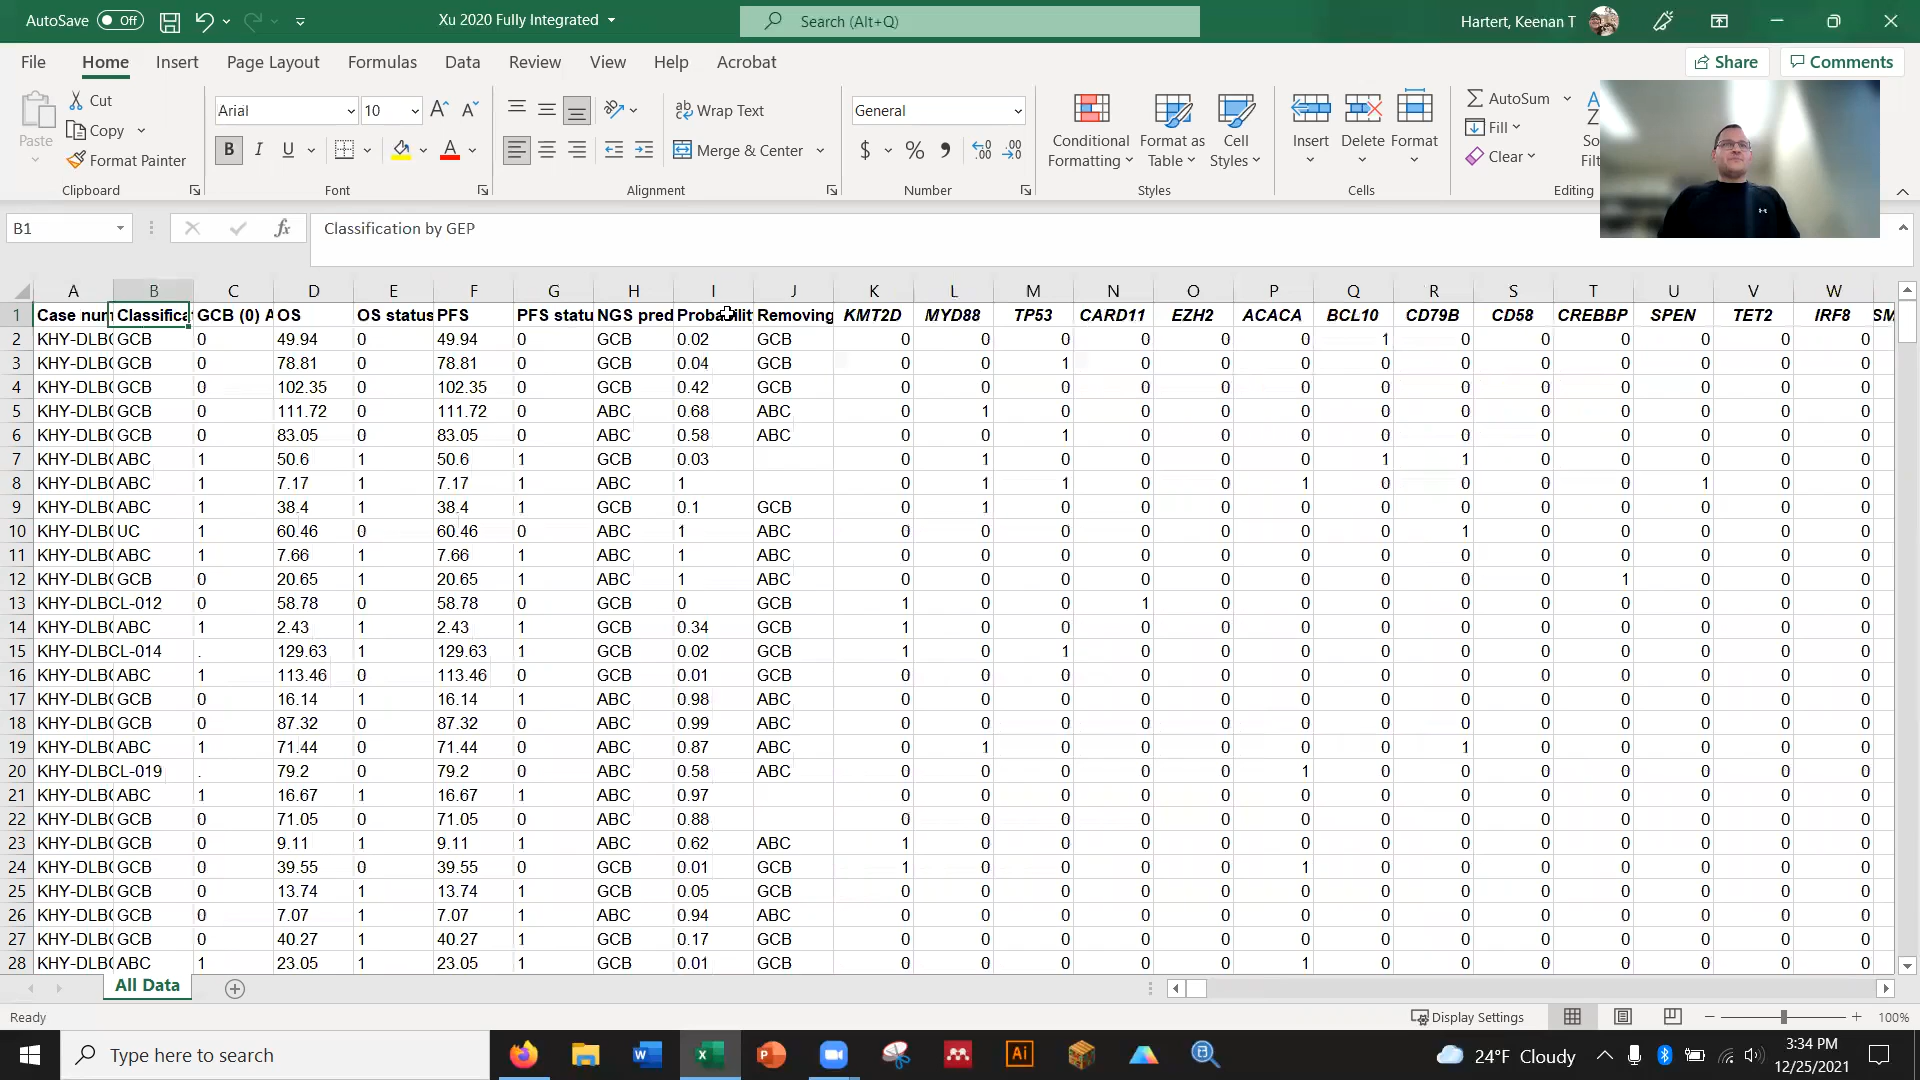 AutoSave Off Xu 2020 Fully Integrated Search (Alt+Q) Hartert, Keenan T
File Home Insert Page Layout Formulas Data Review View Help Acrobat Share Comments
Paste Cut Copy Format Painter Clipboard
Arial 10 B I U Font
Wrap Text Merge & Center Alignment
General $ % Number
Conditional Formatting Format as Table Cell Styles Styles
Insert Delete Format Cells
AutoSum Fill Clear Editing
B1 fx Classification by GEP
A B C D E F G H I J K L M N O P Q R S T U V W
1 Case num Classifica GCB (0) A OS OS status PFS PFS statu NGS pred Probabilit Removing KMT2D MYD88 TP53 CARD11 EZH2 ACACA BCL10 CD79B CD58 CREBBP SPEN TET2 IRF8 SM
2 KHY-DLBC GCB 0 49.94 0 49.94 0 GCB 0.02 GCB 0 0 0 0 0 0 1 0 0 0 0 0 0
3 KHY-DLBC GCB 0 78.81 0 78.81 0 GCB 0.04 GCB 0 0 1 0 0 0 0 0 0 0 0 0 0
4 KHY-DLBC GCB 0 102.35 0 102.35 0 GCB 0.42 GCB 0 0 0 0 0 0 0 0 0 0 0 0 0
5 KHY-DLBC GCB 0 111.72 0 111.72 0 ABC 0.68 ABC 0 1 0 0 0 0 0 0 0 0 0 0 0
6 KHY-DLBC GCB 0 83.05 0 83.05 0 ABC 0.58 ABC 0 0 1 0 0 0 0 0 0 0 0 0 0
7 KHY-DLBC ABC 1 50.6 1 50.6 1 GCB 0.03 0 1 0 0 0 0 1 1 0 0 0 0 0
8 KHY-DLBC ABC 1 7.17 1 7.17 1 ABC 1 0 1 1 0 0 1 0 0 0 0 1 0 0
9 KHY-DLBC ABC 1 38.4 1 38.4 1 GCB 0.1 GCB 0 1 0 0 0 0 0 0 0 0 0 0 0
10 KHY-DLBC UC 1 60.46 0 60.46 0 ABC 1 ABC 0 0 0 0 0 0 0 1 0 0 0 0 0
11 KHY-DLBC ABC 1 7.66 1 7.66 1 ABC 1 ABC 0 0 0 0 0 0 0 0 0 0 0 0 0
12 KHY-DLBC GCB 0 20.65 1 20.65 1 ABC 1 ABC 0 0 0 0 0 0 0 0 0 1 0 0 0
13 KHY-DLBCL-012 0 58.78 0 58.78 0 GCB 0 GCB 1 0 0 1 0 0 0 0 0 0 0 0 0
14 KHY-DLBC ABC 1 2.43 1 2.43 1 GCB 0.34 GCB 1 0 0 0 0 0 0 0 0 0 0 0 0
15 KHY-DLBCL-014 . 129.63 1 129.63 1 GCB 0.02 GCB 1 0 1 0 0 0 0 0 0 0 0 0 0
16 KHY-DLBC ABC 1 113.46 1 113.46 1 GCB 0.01 GCB 0 0 0 0 0 0 0 0 0 0 0 0 0
17 KHY-DLBC GCB 0 16.14 1 16.14 1 ABC 0.98 ABC 0 0 0 0 0 0 0 0 0 0 0 0 0
18 KHY-DLBC GCB 0 87.32 0 87.32 0 ABC 0.99 ABC 0 0 0 0 0 0 0 0 0 0 0 0 0
19 KHY-DLBC ABC 1 71.44 0 71.44 0 ABC 0.87 ABC 0 1 0 0 0 0 0 1 0 0 0 0 0
20 KHY-DLBCL-019 . 79.2 0 79.2 0 ABC 0.58 ABC 0 0 0 0 0 1 0 0 0 0 0 0 0
21 KHY-DLBC ABC 1 16.67 1 16.67 1 ABC 0.97 0 0 0 0 0 0 0 0 0 0 0 0 0
22 KHY-DLBC GCB 0 71.05 0 71.05 0 ABC 0.88 0 0 0 0 0 0 0 0 0 0 0 0 0
23 KHY-DLBC GCB 0 9.11 1 9.11 1 ABC 0.62 ABC 1 0 0 0 0 0 0 0 0 0 0 0 0
24 KHY-DLBC GCB 0 39.55 0 39.55 0 GCB 0.01 GCB 1 0 0 0 0 1 0 0 0 0 0 0 0
25 KHY-DLBC GCB 0 13.74 1 13.74 1 GCB 0.05 GCB 0 0 0 0 0 0 0 0 0 0 0 0 0
26 KHY-DLBC GCB 0 7.07 1 7.07 1 ABC 0.94 ABC 0 0 0 0 0 0 0 0 0 0 0 0 0
27 KHY-DLBC GCB 0 40.27 1 40.27 1 GCB 0.17 GCB 0 0 0 0 0 0 0 0 0 0 0 0 0
28 KHY-DLBC ABC 1 23.05 1 23.05 1 GCB 0.01 GCB 0 0 0 0 0 1 0 0 0 0 0 0 0
All Data
Ready Display Settings 100%
Type here to search 24°F Cloudy 3:34 PM
12/25/2021